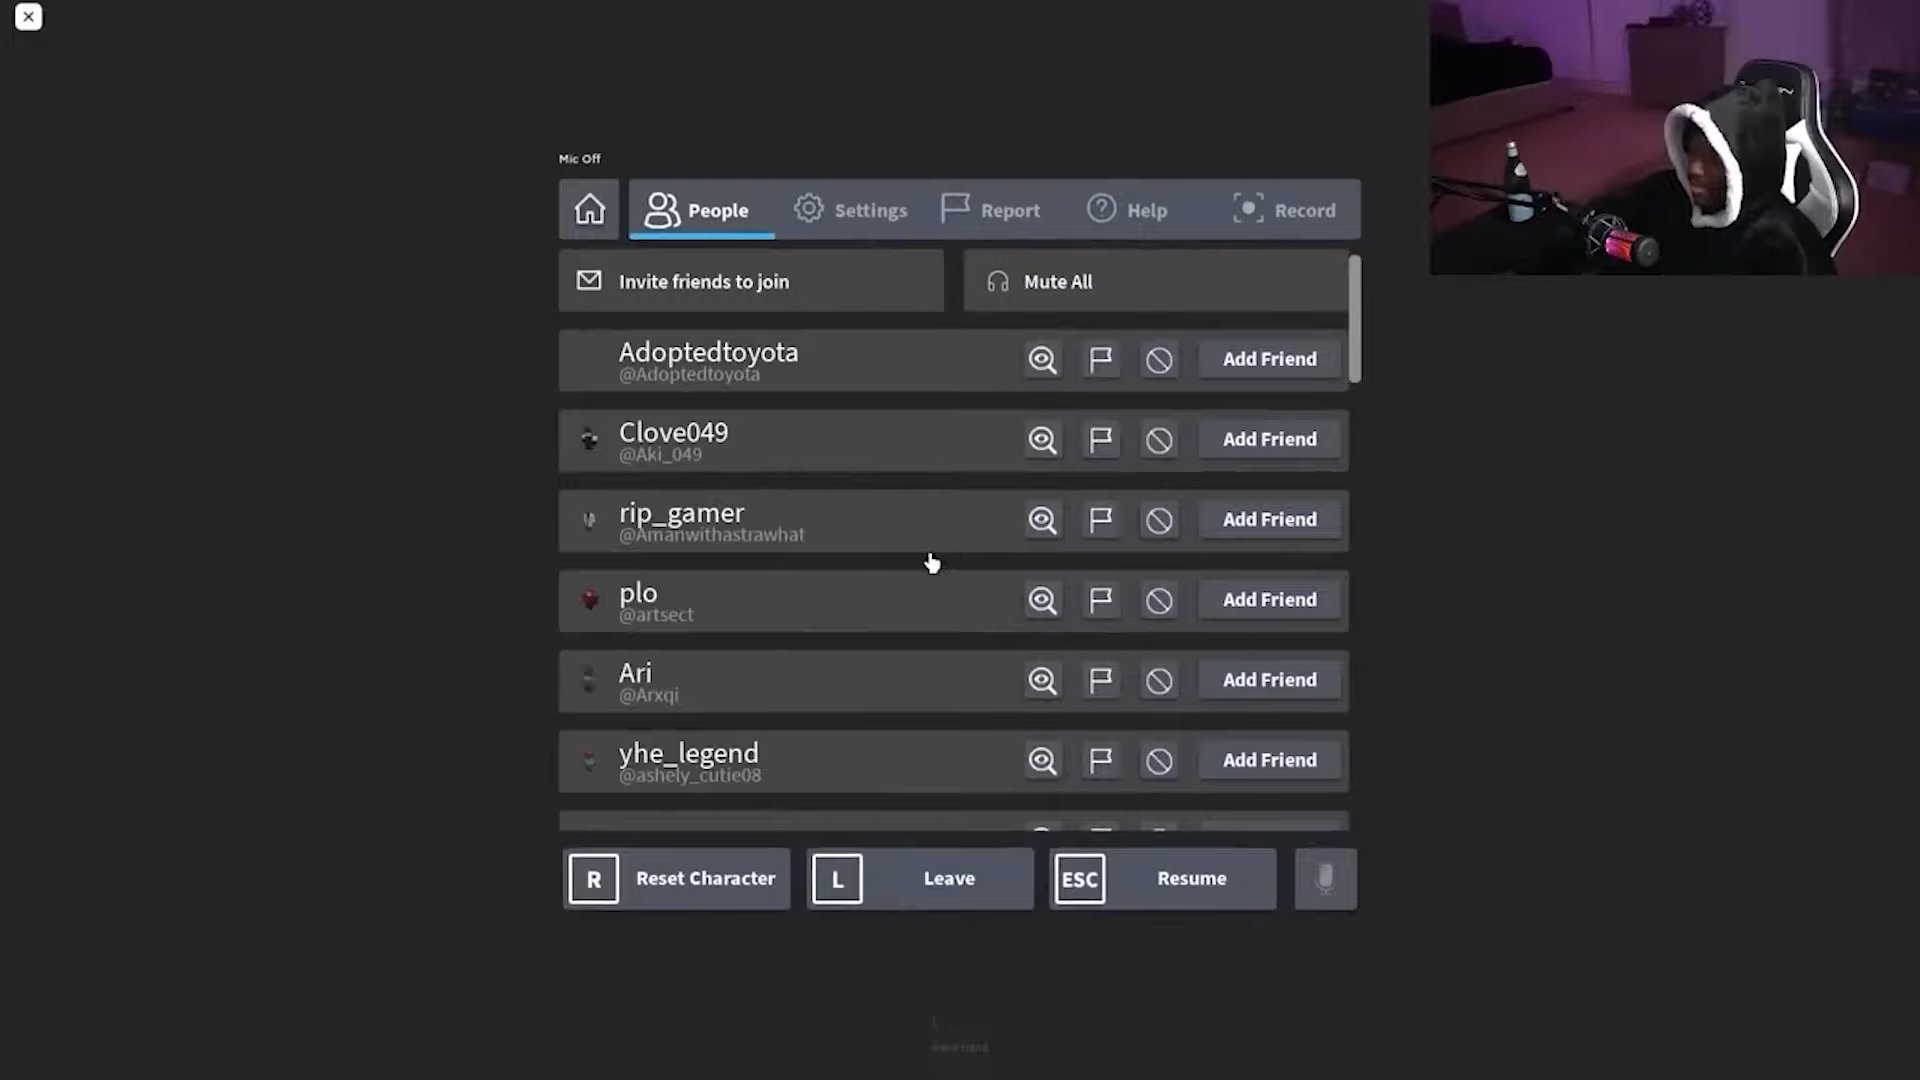 Mic Off
People
Settings
Report
Help
Record
Invite friends to join
Mute All
Adoptedtoyota
@Adoptedtoyota
Add Friend
Clove049
@Aki_049
Add Friend
rip_gamer
@Amanwithastrawhat
Add Friend
plo
@artsect
Add Friend
Ari
@Arxqi
Add Friend
yhe_legend
@ashely_cutie08
Add Friend
R Reset Character
L Leave
ESC Resume